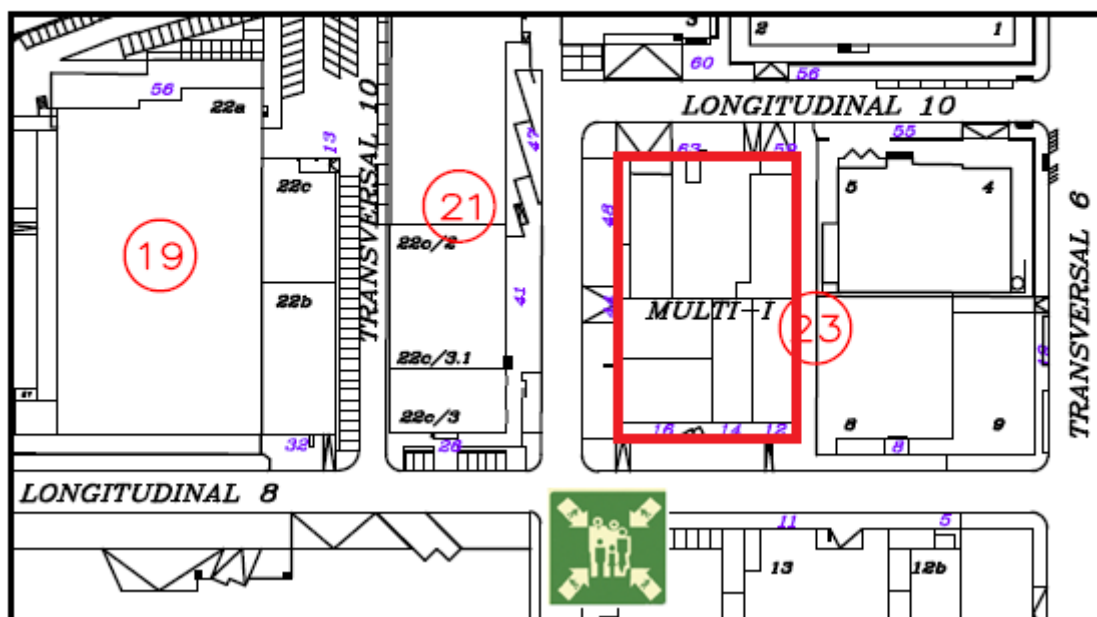 3
2
1
60
56
56
22a
TRANSVERSAL 10
LONGITUDINAL 10
13
47
63
59
55
22c
21
5
4
48
19
22c/2
TRANSVERSAL 6
22b
41
MULTI-I
23
22c/3.1
22c/3
16
14
12
8
9
8
32
28
LONGITUDINAL 8
11
5
13
12b